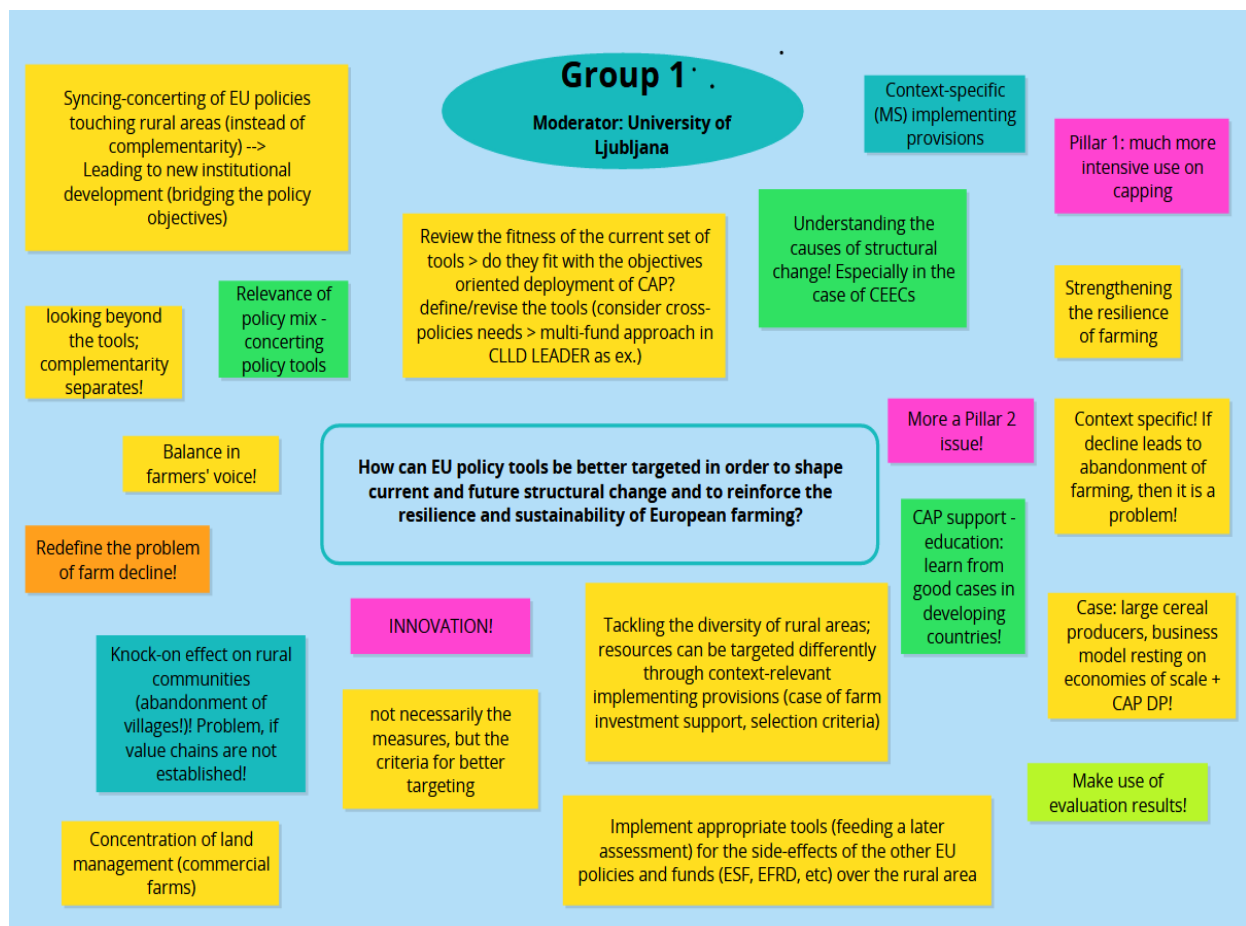 Group 1
Moderator: University of
Ljubljana
Syncing-concerting of EU policies
touching rural areas (instead of
complementarity) -->
Leading to new institutional
development (bridging the policy
objectives)
Context-specific
(MS) implementing
provisions
Pillar 1: much more
intensive use on
capping
Review the fitness of the current set of
tools > do they fit with the objectives
oriented deployment of CAP?
define/revise the tools (consider cross-
policies needs > multi-fund approach in
CLLD LEADER as ex.)
Understanding the
causes of structural
change! Especially in the
case of CEECs
Relevance of
policy mix -
concerting
policy tools
looking beyond
the tools;
complementarity
separates!
Strengthening
the resilience
of farming
Balance in
farmers' voice!
More a Pillar 2
issue!
Context specific! If
decline leads to
abandonment of
farming, then it is a
problem!
How can EU policy tools be better targeted in order to shape
current and future structural change and to reinforce the
resilience and sustainability of European farming?
Redefine the problem
of farm decline!
CAP support -
education:
learn from
good cases in
developing
countries!
INNOVATION!
Tackling the diversity of rural areas;
resources can be targeted differently
through context-relevant
implementing provisions (case of farm
investment support, selection criteria)
Case: large cereal
producers, business
model resting on
economies of scale +
CAP DP!
Knock-on effect on rural
communities
(abandonment of
villages!)! Problem, if
value chains are not
established!
not necessarily the
measures, but the
criteria for better
targeting
Make use of
evaluation results!
Concentration of land
management (commercial
farms)
Implement appropriate tools (feeding a later
assessment) for the side-effects of the other EU
policies and funds (ESF, EFRD, etc) over the rural area